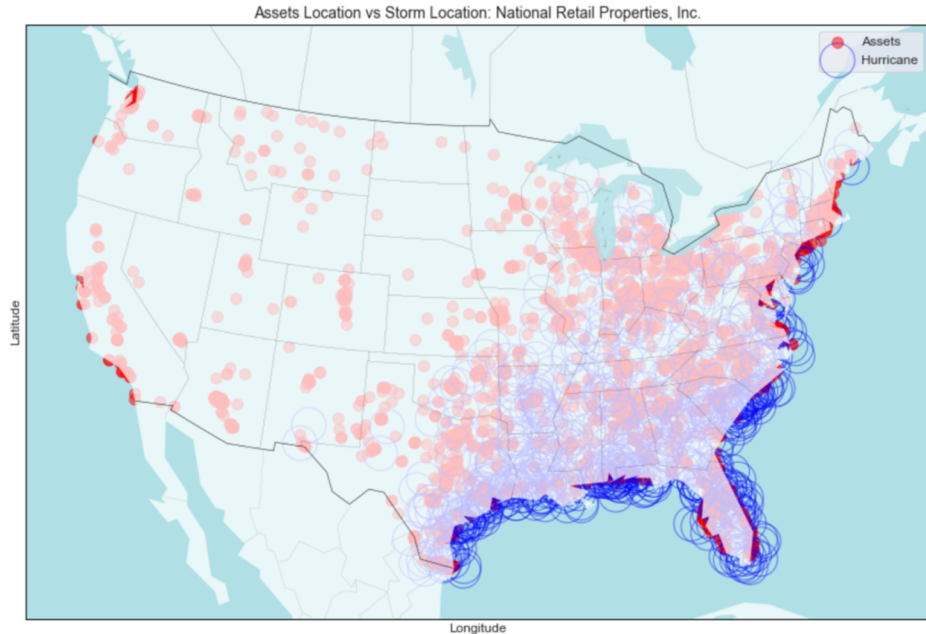 Assets Location vs Storm Location: National Retail Properties, Inc.
Assets
Hurricane
Latitude
Longitude